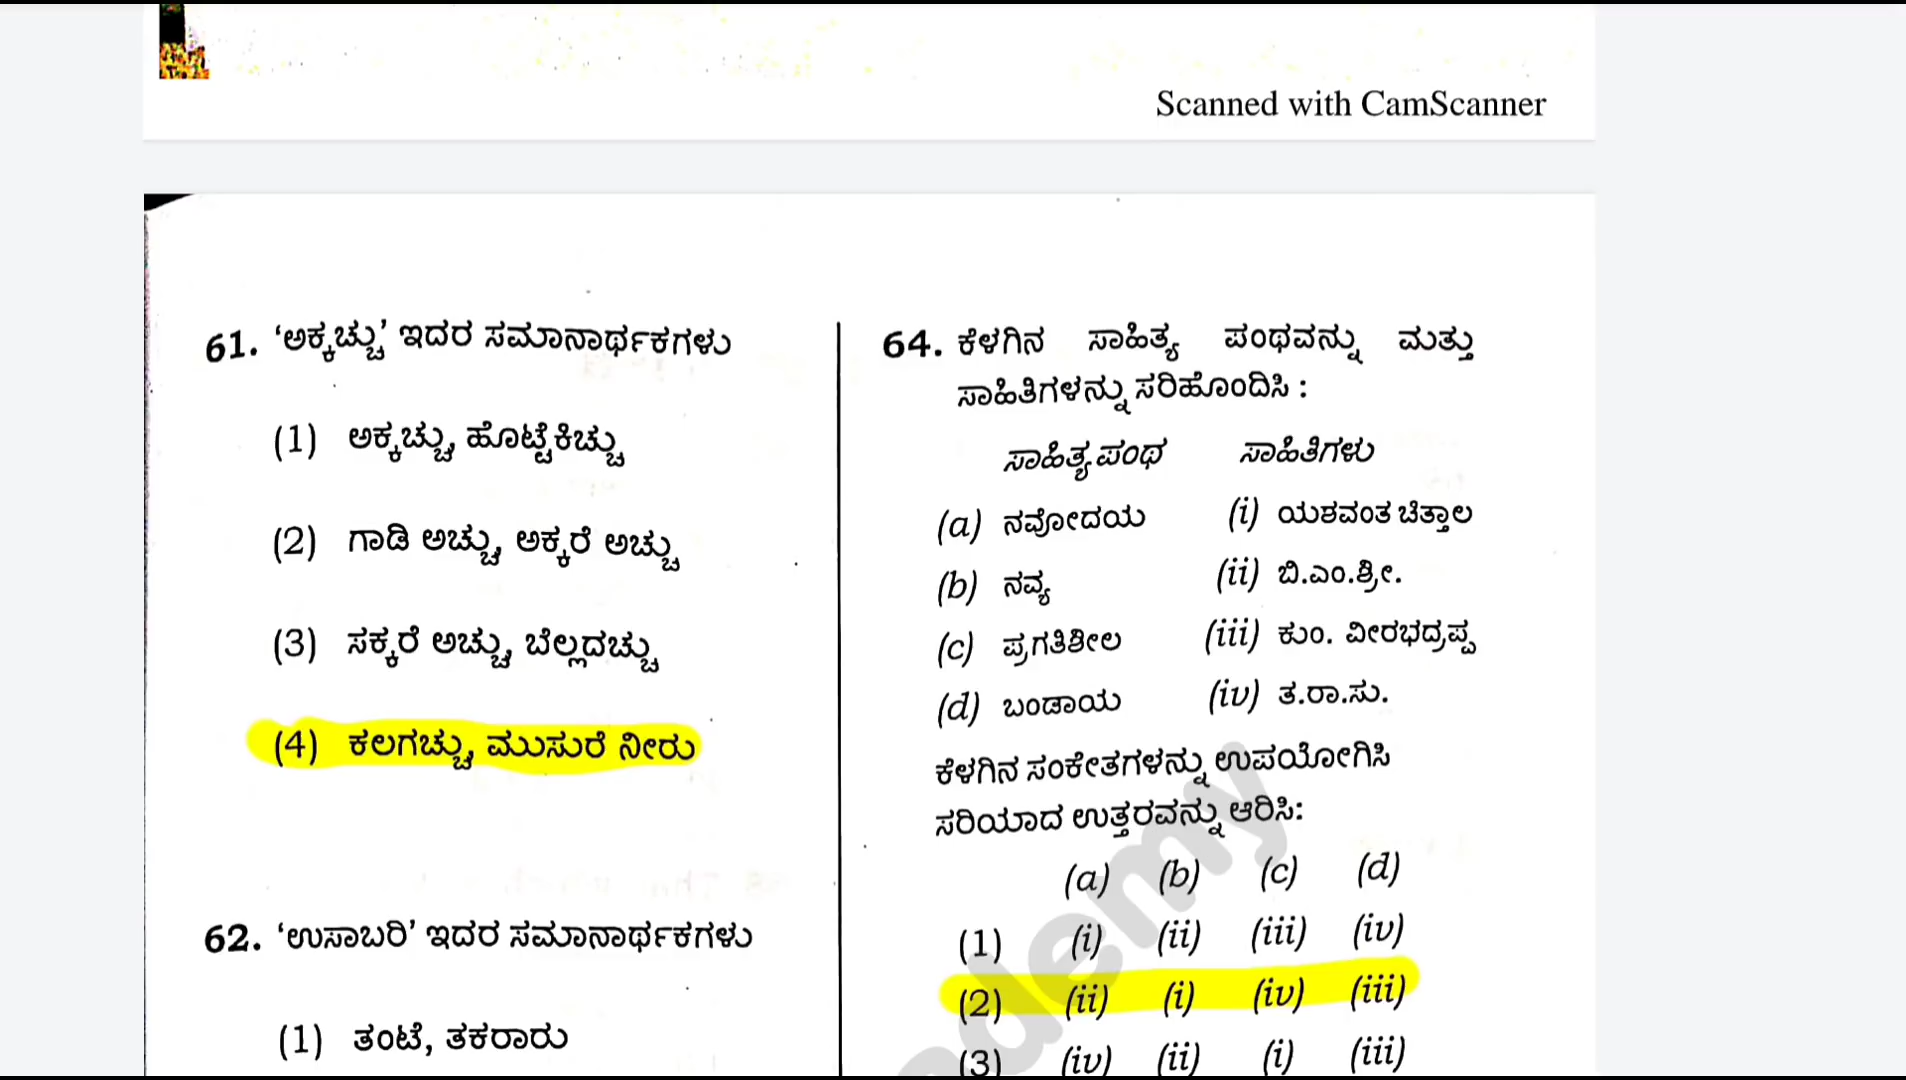 Scanned with CamScanner
61. ‘ಅಕ್ಕಚ್ಚು’ ಇದರ ಸಮಾನಾರ್ಥಕಗಳು
(1) ಅಕ್ಕಚ್ಚು, ಹೊಟ್ಟೆಕಿಚ್ಚು
(2) ಗಾಡಿ ಅಚ್ಚು, ಅಕ್ಕರೆ ಅಚ್ಚು
(3) ಸಕ್ಕರೆ ಅಚ್ಚು, ಬೆಲ್ಲದಚ್ಚು
(4) ಕಲಗಚ್ಚು, ಮುಸುರೆ ನೀರು
62. ‘ಉಸಾಬರಿ’ ಇದರ ಸಮಾನಾರ್ಥಕಗಳು
(1) ತಂಟೆ, ತಕರಾರು
64. ಕೆಳಗಿನ ಸಾಹಿತ್ಯ ಪಂಥವನ್ನು ಮತ್ತು
ಸಾಹಿತಿಗಳನ್ನು ಸರಿಹೊಂದಿಸಿ :
ಸಾಹಿತ್ಯ ಪಂಥ ಸಾಹಿತಿಗಳು
(a) ನವೋದಯ (i) ಯಶವಂತ ಚಿತ್ತಾಲ
(b) ನವ್ಯ (ii) ಬಿ.ಎಂ.ಶ್ರೀ.
(c) ಪ್ರಗತಿಶೀಲ (iii) ಕುಂ. ವೀರಭದ್ರಪ್ಪ
(d) ಬಂಡಾಯ (iv) ತ.ರಾ.ಸು.
ಕೆಳಗಿನ ಸಂಕೇತಗಳನ್ನು ಉಪಯೋಗಿಸಿ
ಸರಿಯಾದ ಉತ್ತರವನ್ನು ಆರಿಸಿ:
(a) (b) (c) (d)
(1) (i) (ii) (iii) (iv)
(2) (ii) (i) (iv) (iii)
(3) (iv) (ii) (i) (iii)